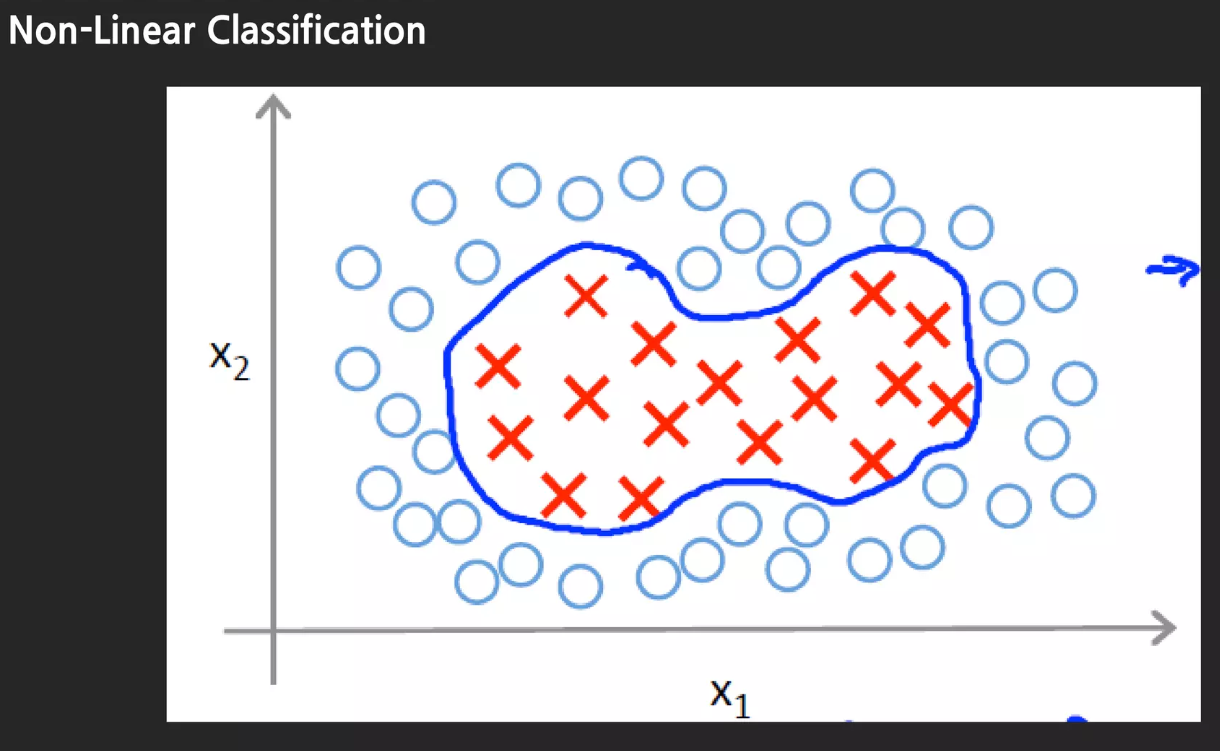 Non-Linear Classification
x₂
x₁